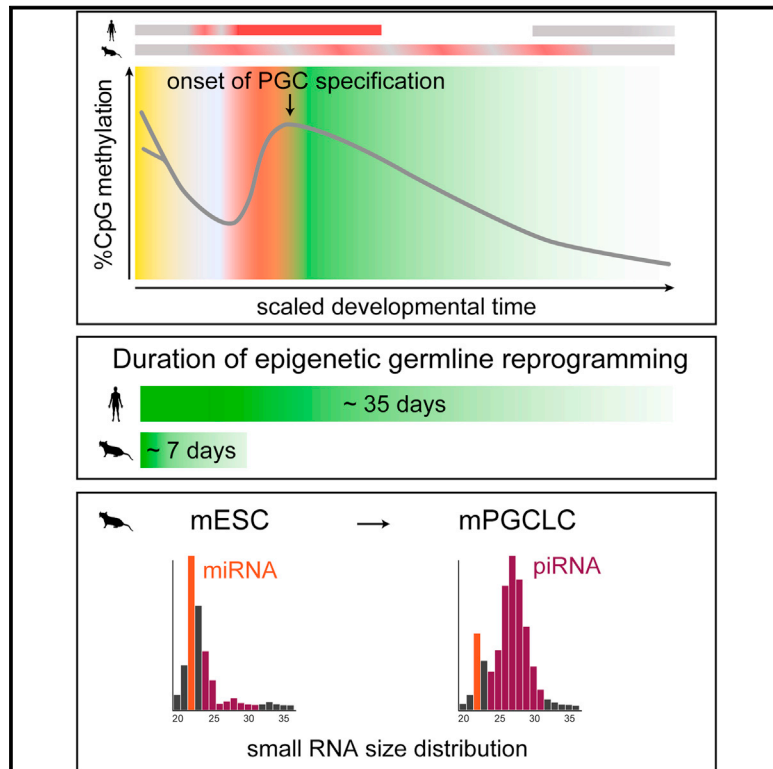 onset of PGC specification
%CpG methylation
scaled developmental time
Duration of epigenetic germline reprogramming
~ 35 days
~ 7 days
mESC → mPGCLC
miRNA
piRNA
20 25 30 35
20 25 30 35
small RNA size distribution